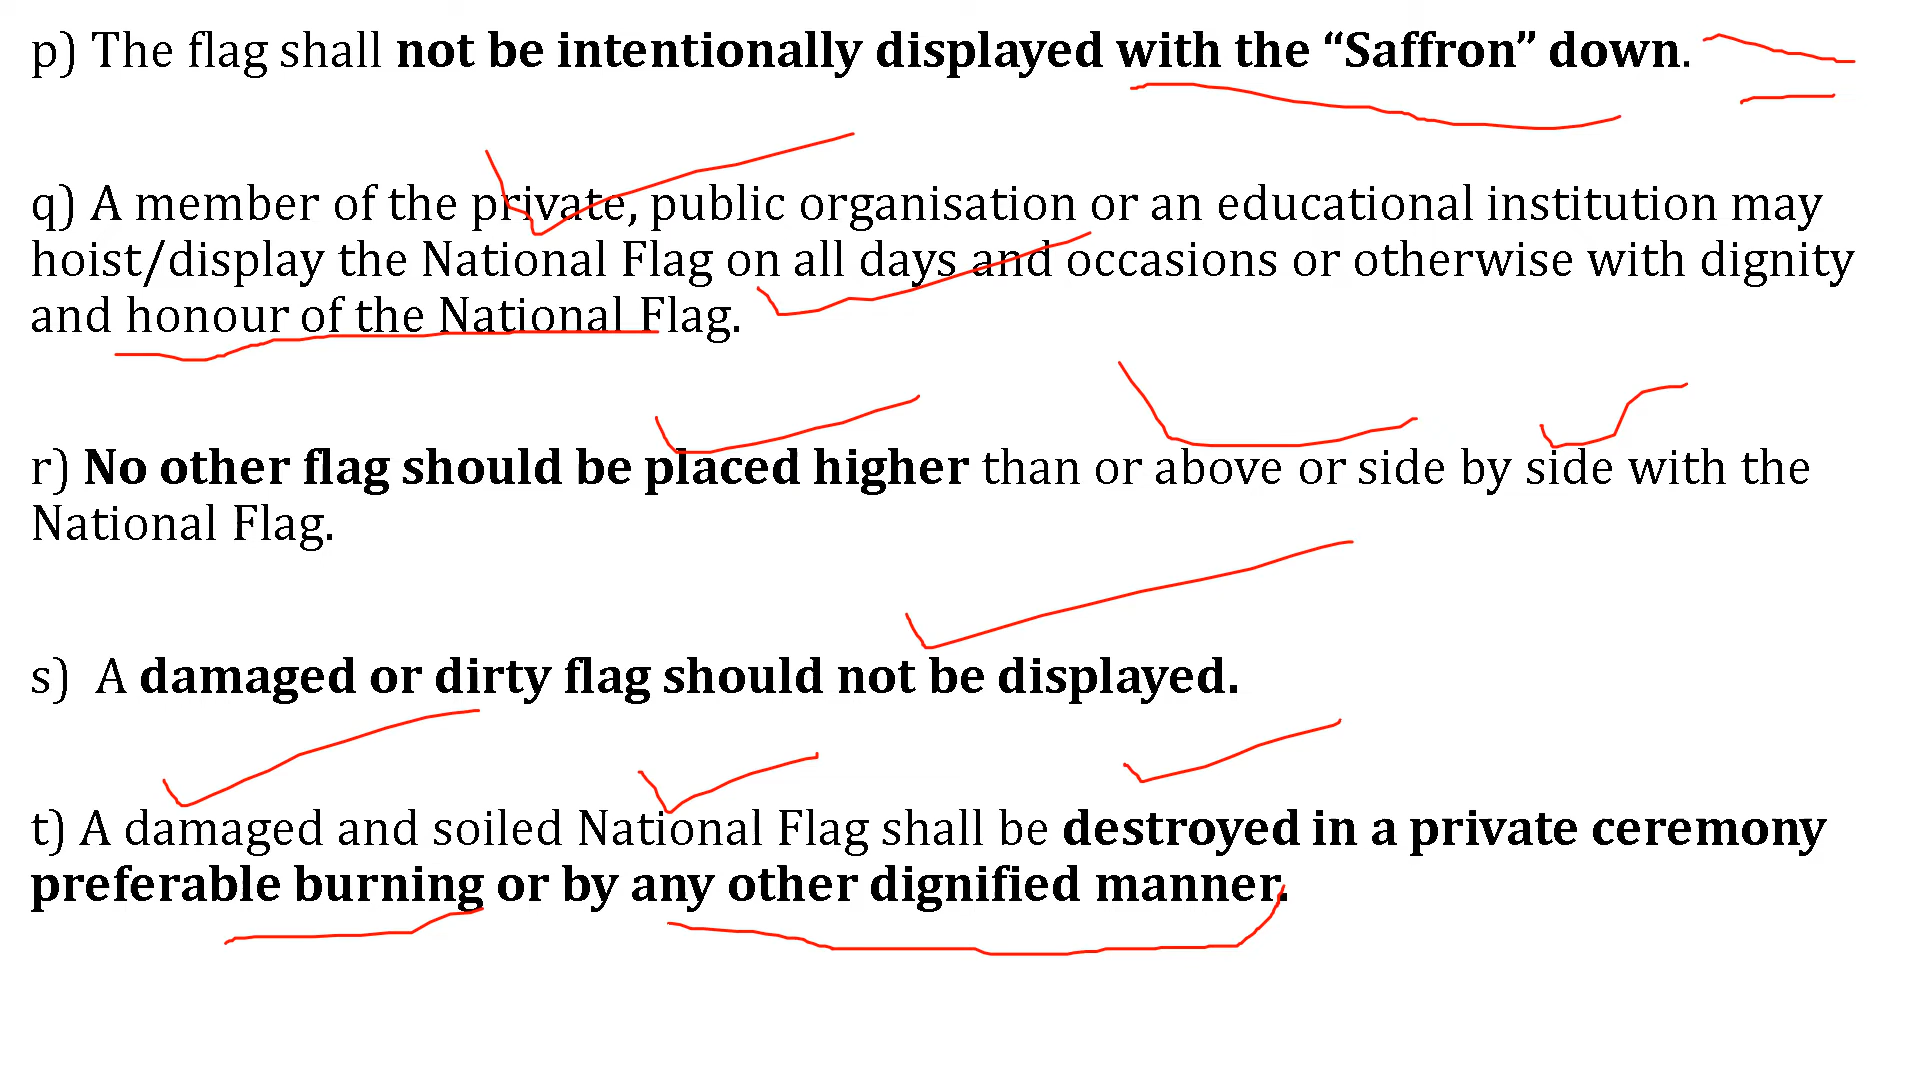 p) The flag shall not be intentionally displayed with the “Saffron” down.
q) A member of the private, public organisation or an educational institution may
hoist/display the National Flag on all days and occasions or otherwise with dignity
and honour of the National Flag.
r) No other flag should be placed higher than or above or side by side with the
National Flag.
s) A damaged or dirty flag should not be displayed.
t) A damaged and soiled National Flag shall be destroyed in a private ceremony
preferable burning or by any other dignified manner.